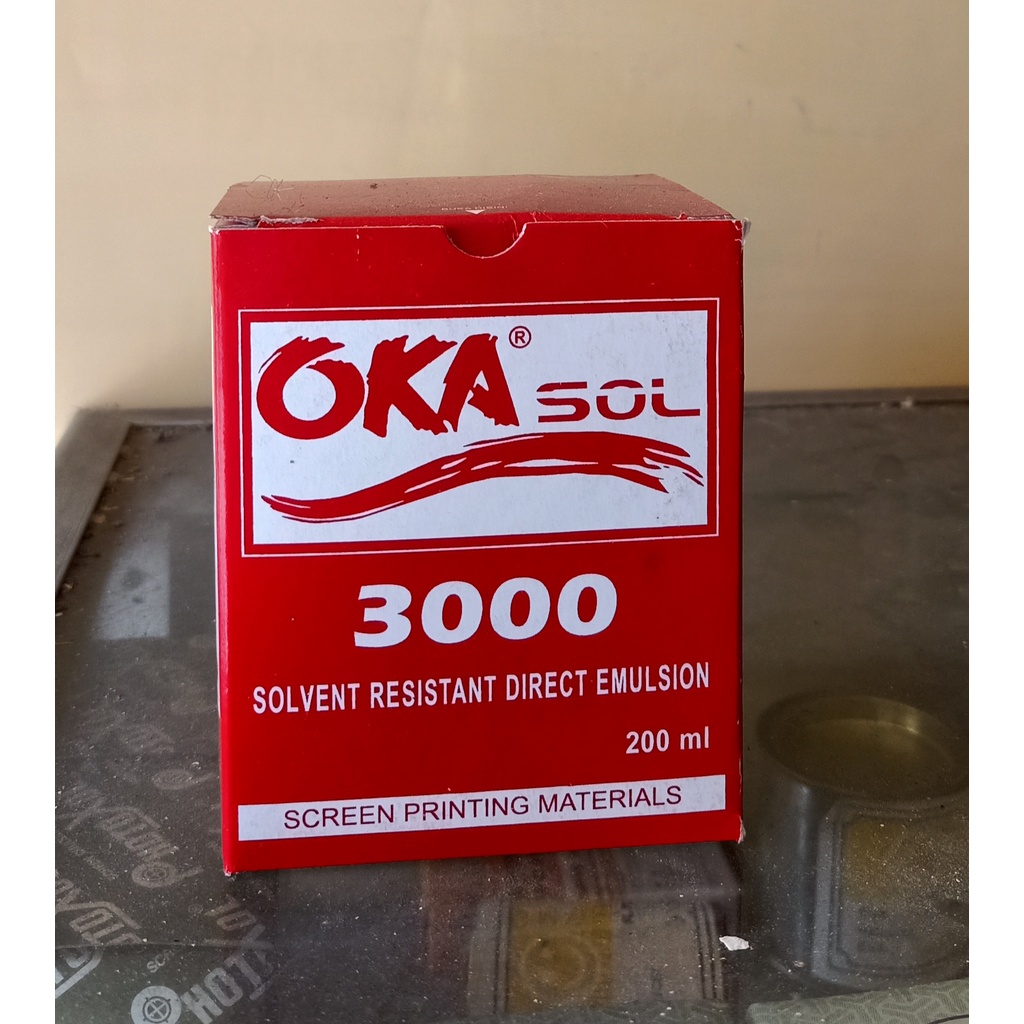 OKA® SOL
3000
SOLVENT RESISTANT DIRECT EMULSION
200 ml
SCREEN PRINTING MATERIALS